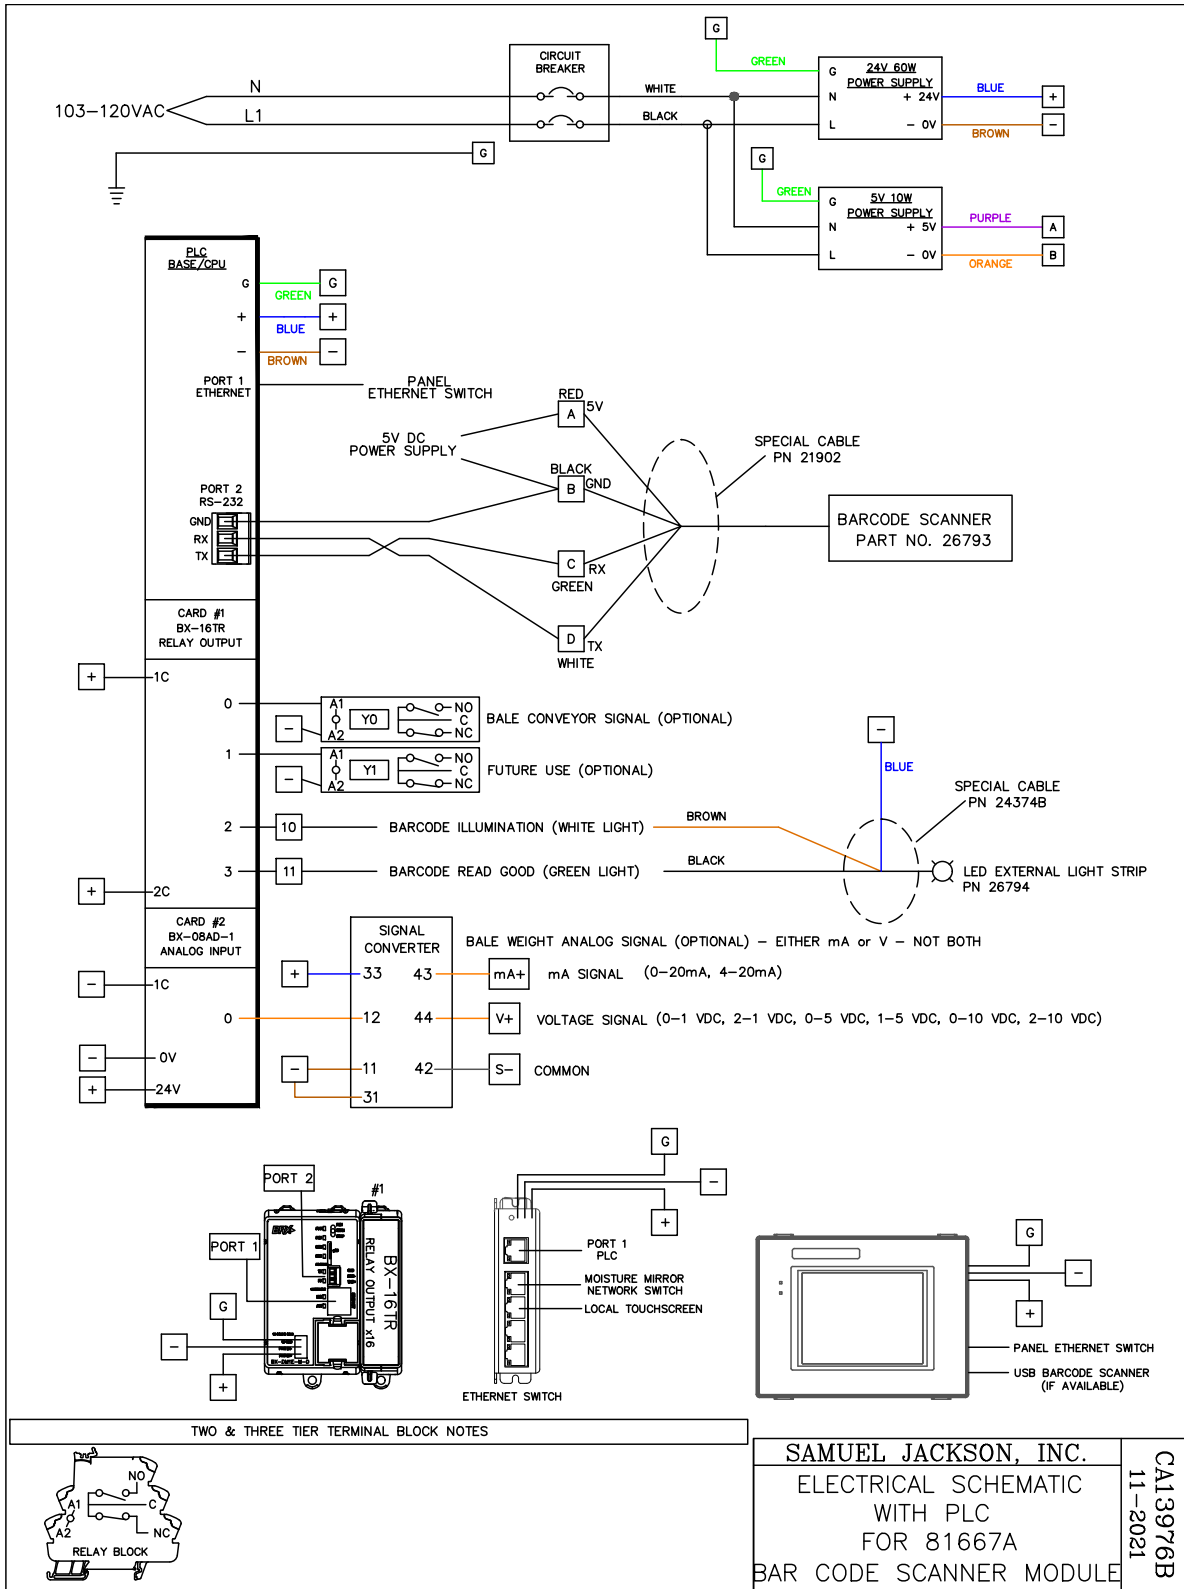 G
CIRCUIT
BREAKER
GREEN
G
24V 60W
POWER SUPPLY
N
WHITE
N
+ 24V
BLUE
+
103-120VAC
L1
BLACK
L
- 0V
BROWN
-
G
G
GREEN
G
5V 10W
POWER SUPPLY
N
+ 5V
PURPLE
A
L
- 0V
ORANGE
B
PLC
BASE/CPU
G
GREEN
G
+
BLUE
+
-
BROWN
-
PORT 1
ETHERNET
PANEL
ETHERNET SWITCH
RED
A
5V
5V DC
POWER SUPPLY
BLACK
B
GND
SPECIAL CABLE
PN 21902
PORT 2
RS-232
GND
RX
TX
BARCODE SCANNER
PART NO. 26793
C
RX
GREEN
D
TX
WHITE
CARD #1
BX-16TR
RELAY OUTPUT
+
1C
0
A1
Y0
NO
C
NC
A2
-
BALE CONVEYOR SIGNAL (OPTIONAL)
1
A1
Y1
NO
C
NC
A2
-
FUTURE USE (OPTIONAL)
-
BLUE
SPECIAL CABLE
PN 24374B
2
10
BARCODE ILLUMINATION (WHITE LIGHT)
BROWN
3
11
BARCODE READ GOOD (GREEN LIGHT)
BLACK
LED EXTERNAL LIGHT STRIP
PN 26794
+
2C
CARD #2
BX-08AD-1
ANALOG INPUT
SIGNAL
CONVERTER
BALE WEIGHT ANALOG SIGNAL (OPTIONAL) - EITHER mA or V - NOT BOTH
+
33
43
mA+
mA SIGNAL (0-20mA, 4-20mA)
-
1C
0
12
44
V+
VOLTAGE SIGNAL (0-1 VDC, 2-1 VDC, 0-5 VDC, 1-5 VDC, 0-10 VDC, 2-10 VDC)
-
0V
-
11
42
S-
COMMON
+
24V
31
PORT 2
#1
PORT 1
BX-16TR
RELAY OUTPUT x16
G
-
+
G
-
+
PORT 1
PLC
MOISTURE MIRROR
NETWORK SWITCH
LOCAL TOUCHSCREEN
ETHERNET SWITCH
G
-
+
PANEL ETHERNET SWITCH
USB BARCODE SCANNER
(IF AVAILABLE)
TWO & THREE TIER TERMINAL BLOCK NOTES
NO
A1
C
A2
NC
RELAY BLOCK
SAMUEL JACKSON, INC.
ELECTRICAL SCHEMATIC
WITH PLC
FOR 81667A
BAR CODE SCANNER MODULE
CA13976B
11-2021